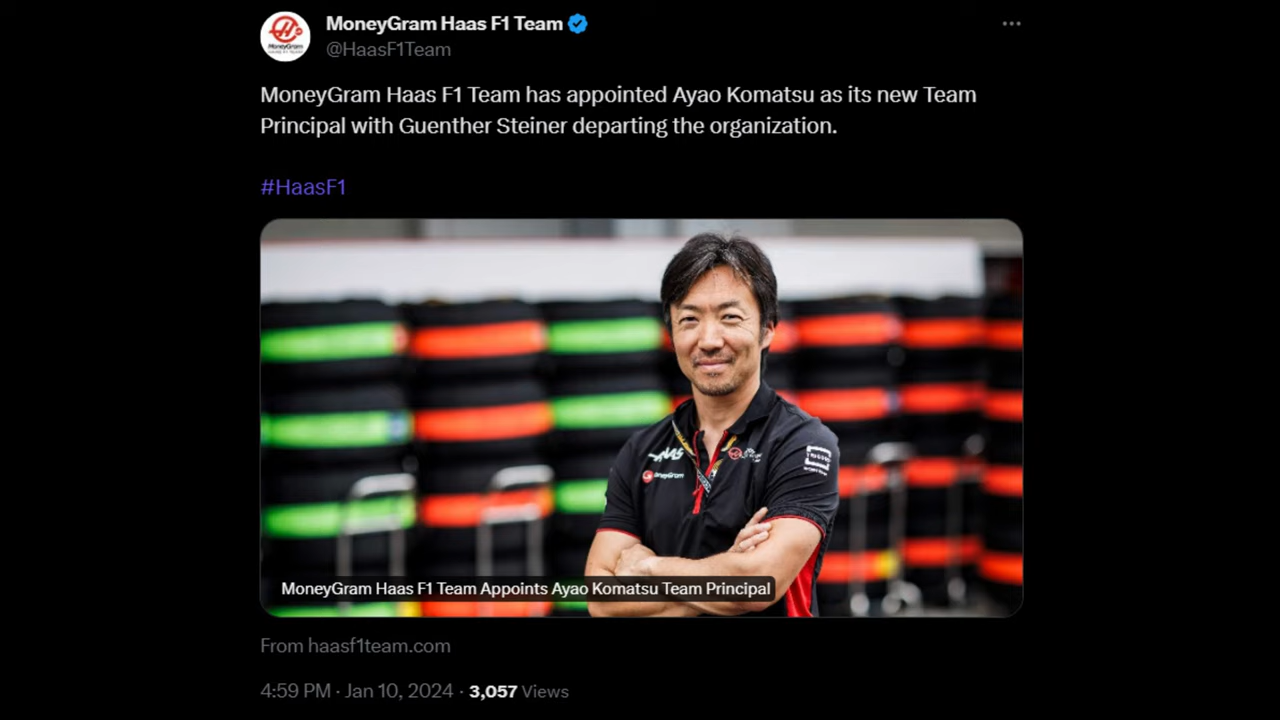 MoneyGram Haas F1 Team
@HaasF1Team
MoneyGram Haas F1 Team has appointed Ayao Komatsu as its new Team
Principal with Guenther Steiner departing the organization.
#HaasF1
MoneyGram
MoneyGram Haas F1 Team Appoints Ayao Komatsu Team Principal
From haasf1team.com
4:59 PM · Jan 10, 2024 · 3,057 Views